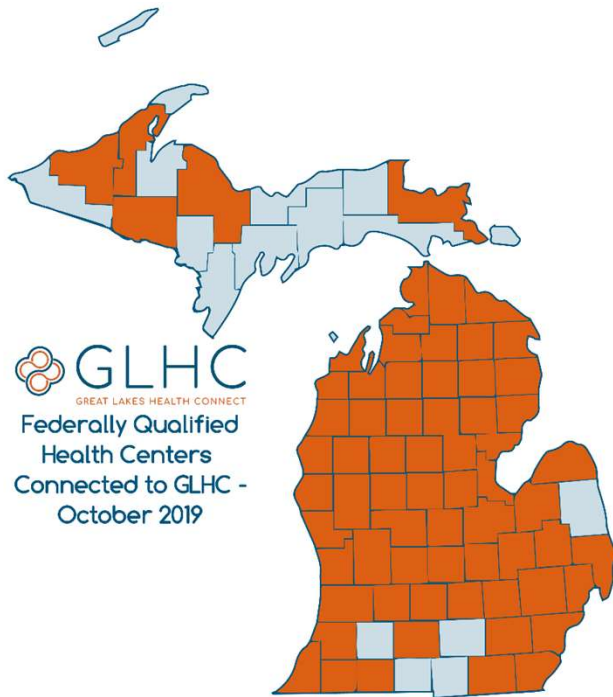 GLHC
GREAT LAKES HEALTH CONNECT
Federally Qualified
Health Centers
Connected to GLHC -
October 2019